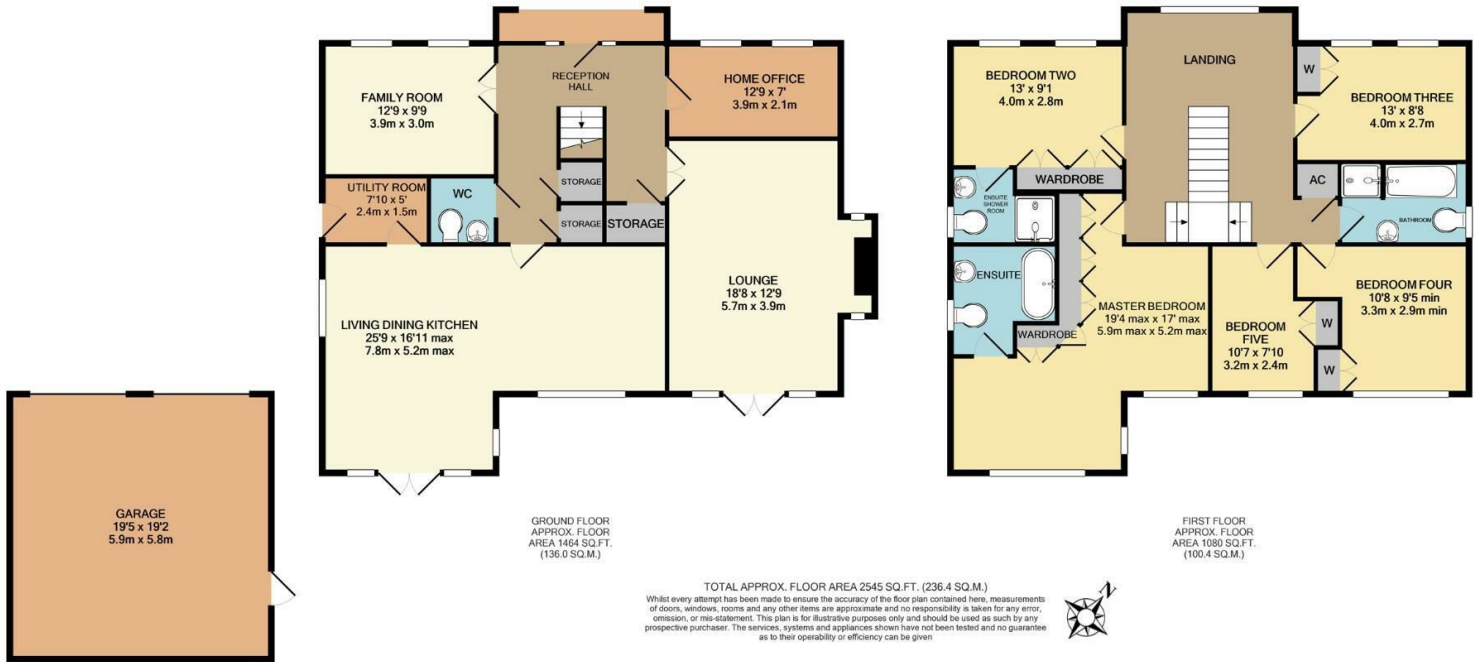 FAMILY ROOM
12'9 x 9'9
3.9m x 3.0m
RECEPTION
HALL
HOME OFFICE
12'9 x 7'
3.9m x 2.1m
UTILITY ROOM
7'10 x 5'
2.4m x 1.5m
WC
STORAGE
STORAGE
STORAGE
LIVING DINING KITCHEN
25'9 x 16'11 max
7.8m x 5.2m max
LOUNGE
18'8 x 12'9
5.7m x 3.9m
GARAGE
19'5 x 19'2
5.9m x 5.8m
GROUND FLOOR
APPROX. FLOOR
AREA 1464 SQ.FT.
(136.0 SQ.M.)
BEDROOM TWO
13' x 9'1
4.0m x 2.8m
LANDING
W
BEDROOM THREE
13' x 8'8
4.0m x 2.7m
WARDROBE
ENSUITE
SHOWER
ROOM
AC
BATHROOM
ENSUITE
WARDROBE
MASTER BEDROOM
19'4 max x 17' max
5.9m max x 5.2m max
BEDROOM
FIVE
10'7 x 7'10
3.2m x 2.4m
BEDROOM FOUR
10'8 x 9'5 min
3.3m x 2.9m min
W
W
FIRST FLOOR
APPROX. FLOOR
AREA 1080 SQ.FT.
(100.4 SQ.M.)
TOTAL APPROX. FLOOR AREA 2545 SQ.FT. (236.4 SQ.M.)
Whilst every attempt has been made to ensure the accuracy of the floor plan contained here, measurements
of doors, windows, rooms and any other items are approximate and no responsibility is taken for any error,
omission, or mis-statement. This plan is for illustrative purposes only and should be used as such by any
prospective purchaser. The services, systems and appliances shown have not been tested and no guarantee
as to their operability or efficiency can be given
N